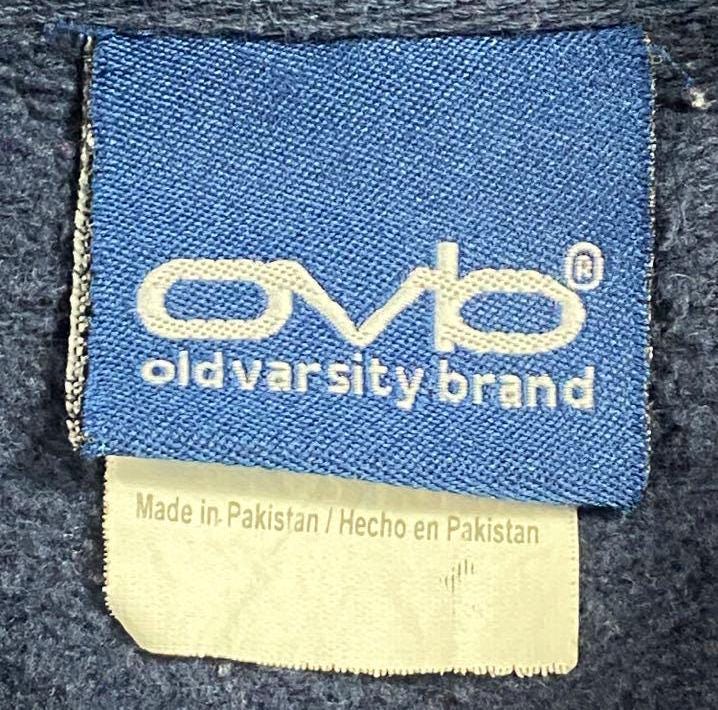 ovb®
oldvarsity brand
Made in Pakistan / Hecho en Pakistan